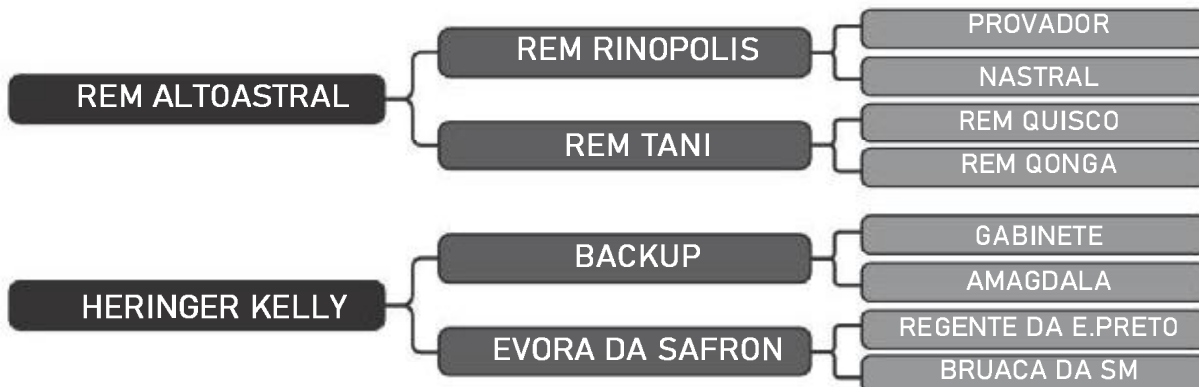 REM ALTOASTRAL
REM RINOPOLIS
PROVADOR
NASTRAL
REM TANI
REM QUISCO
REM QONGA
HERINGER KELLY
BACKUP
GABINETE
AMAGDALA
EVORA DA SAFRON
REGENTE DA E.PRETO
BRUACA DA SM